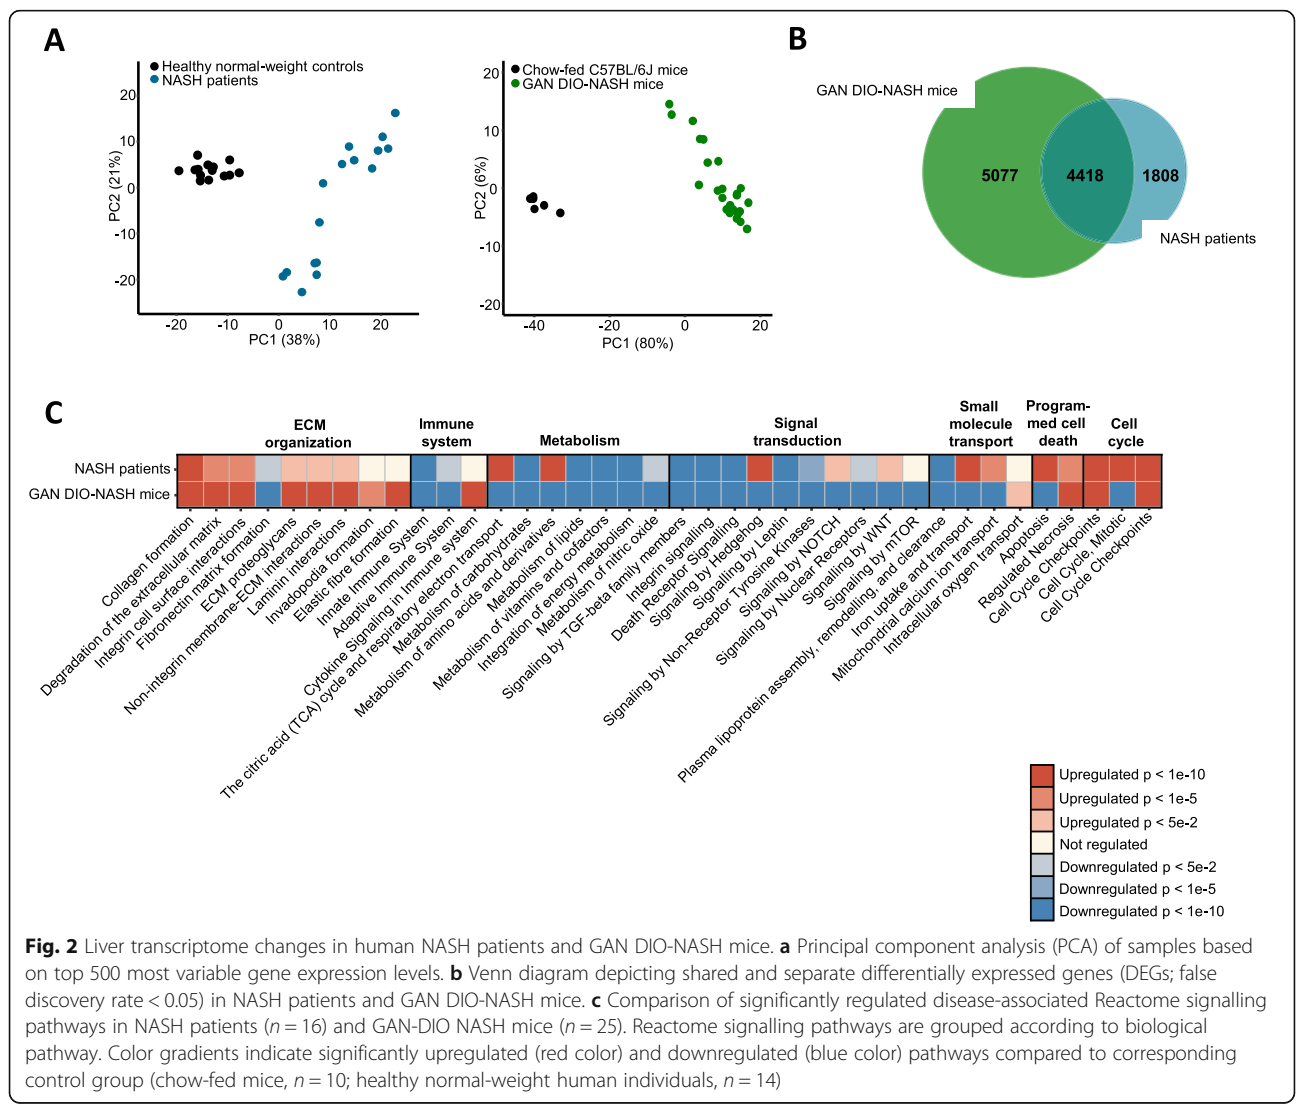 A
Healthy normal-weight controls
NASH patients
20
10
0
-10
-20
PC2 (21%)
-20 -10 0 10 20
PC1 (38%)
Chow-fed C57BL/6J mice
GAN DIO-NASH mice
20
10
0
-10
-20
PC2 (6%)
-40 -20 0 20
PC1 (80%)
B
GAN DIO-NASH mice
5077 4418 1808
NASH patients
C
ECM organization
Immune system
Metabolism
Signal transduction
Small molecule transport
Program-med cell death
Cell cycle
NASH patients
GAN DIO-NASH mice
Collagen formation
Degradation of the extracellular matrix
Integrin cell surface interactions
Fibronectin matrix formation
ECM proteoglycans
Non-integrin membrane-ECM interactions
Laminin interactions
Invadopodia formation
Elastic fibre formation
Innate Immune System
Adaptive Immune System
Cytokine Signaling in Immune system
The citric acid (TCA) cycle and respiratory electron transport
Metabolism of carbohydrates
Metabolism of amino acids and derivatives
Metabolism of lipids
Metabolism of vitamins and cofactors
Integration of energy metabolism
Metabolism of nitric oxide
Signaling by TGF-beta family members
Integrin signalling
Death Receptor Signalling
Signaling by Hedgehog
Signalling by Leptin
Signaling by Non-Receptor Tyrosine Kinases
Signaling by NOTCH
Signaling by Nuclear Receptors
Signaling by WNT
Signaling by mTOR
Plasma lipoprotein assembly, remodeling, and clearance
Iron uptake and transport
Mitochondrial calcium ion transport
Intracellular oxygen transport
Apoptosis
Regulated Necrosis
Cell Cycle Checkpoints
Cell Cycle, Mitotic
Cell Cycle Checkpoints
Upregulated p < 1e-10
Upregulated p < 1e-5
Upregulated p < 5e-2
Not regulated
Downregulated p < 5e-2
Downregulated p < 1e-5
Downregulated p < 1e-10
Fig. 2 Liver transcriptome changes in human NASH patients and GAN DIO-NASH mice. a Principal component analysis (PCA) of samples based
on top 500 most variable gene expression levels. b Venn diagram depicting shared and separate differentially expressed genes (DEGs; false
discovery rate < 0.05) in NASH patients and GAN DIO-NASH mice. c Comparison of significantly regulated disease-associated Reactome signalling
pathways in NASH patients (n = 16) and GAN-DIO NASH mice (n = 25). Reactome signalling pathways are grouped according to biological
pathway. Color gradients indicate significantly upregulated (red color) and downregulated (blue color) pathways compared to corresponding
control group (chow-fed mice, n = 10; healthy normal-weight human individuals, n = 14)